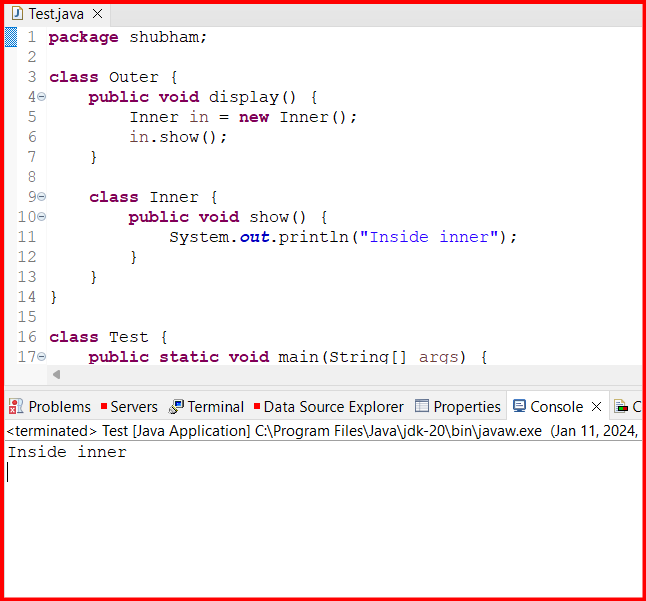 Test.java
1 package shubham;
2
3 class Outer {
4 public void display() {
5 Inner in = new Inner();
6 in.show();
7 }
8
9 class Inner {
10 public void show() {
11 System.out.println("Inside inner");
12 }
13 }
14 }
15
16 class Test {
17 public static void main(String[] args) {
Problems Servers Terminal Data Source Explorer Properties Console C
<terminated> Test [Java Application] C:\Program Files\Java\jdk-20\bin\javaw.exe (Jan 11, 2024,
Inside inner